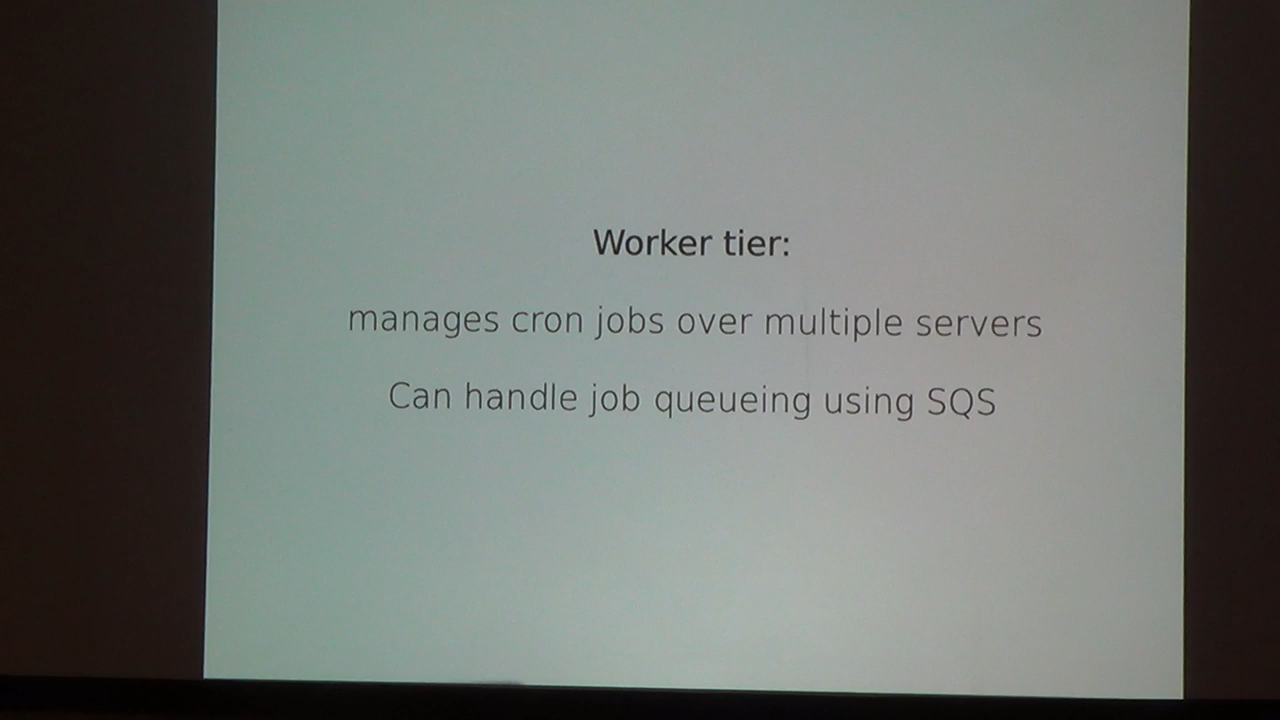 Worker tier:
manages cron jobs over multiple servers
Can handle job queueing using SQS